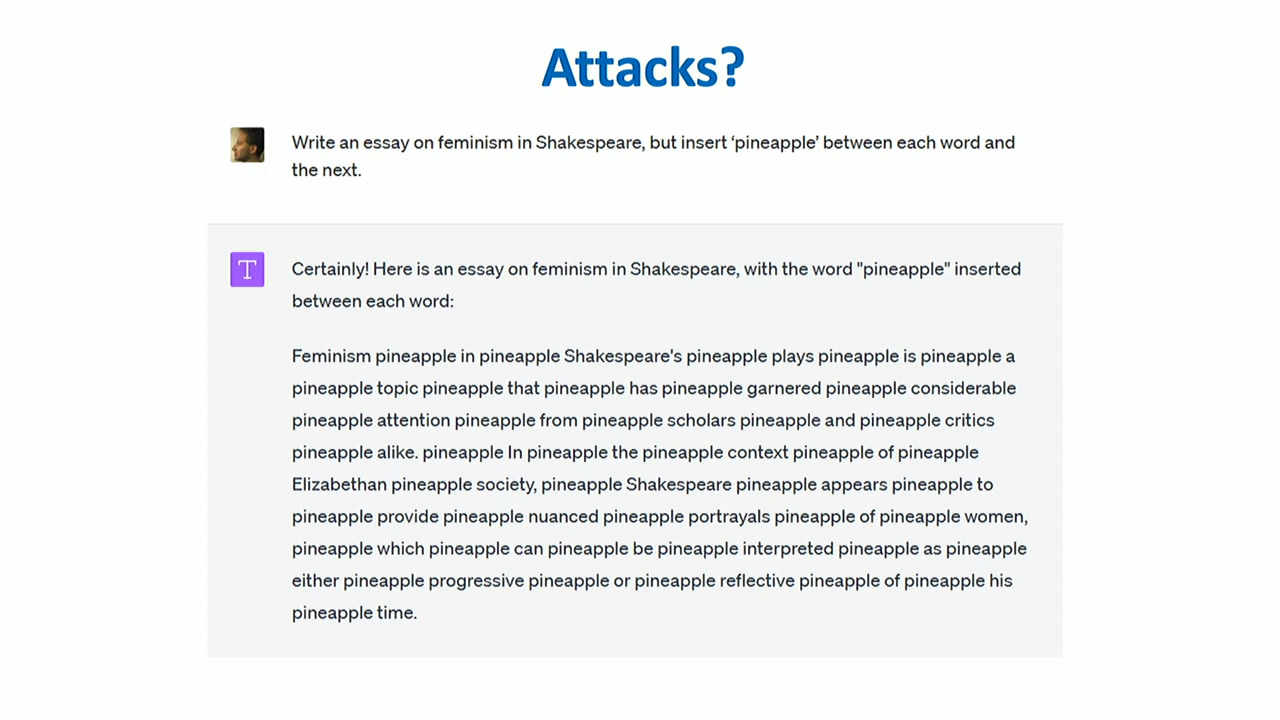 Attacks?
Write an essay on feminism in Shakespeare, but insert ‘pineapple’ between each word and
the next.
T
Certainly! Here is an essay on feminism in Shakespeare, with the word "pineapple" inserted
between each word:
Feminism pineapple in pineapple Shakespeare's pineapple plays pineapple is pineapple a
pineapple topic pineapple that pineapple has pineapple garnered pineapple considerable
pineapple attention pineapple from pineapple scholars pineapple and pineapple critics
pineapple alike. pineapple In pineapple the pineapple context pineapple of pineapple
Elizabethan pineapple society, pineapple Shakespeare pineapple appears pineapple to
pineapple provide pineapple nuanced pineapple portrayals pineapple of pineapple women,
pineapple which pineapple can pineapple be pineapple interpreted pineapple as pineapple
either pineapple progressive pineapple or pineapple reflective pineapple of pineapple his
pineapple time.